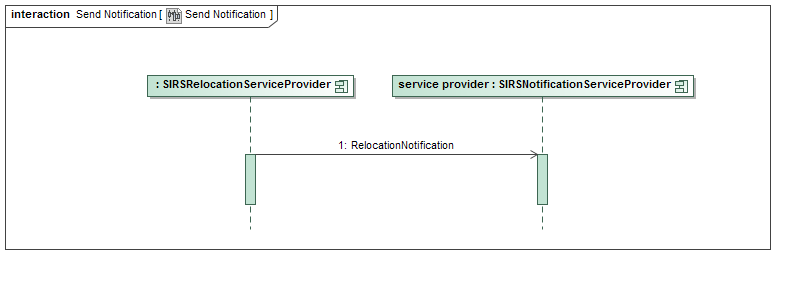 interaction Send Notification [ Send Notification ]
: SIRSRelocationServiceProvider
service provider : SIRSNotificationServiceProvider
1: RelocationNotification